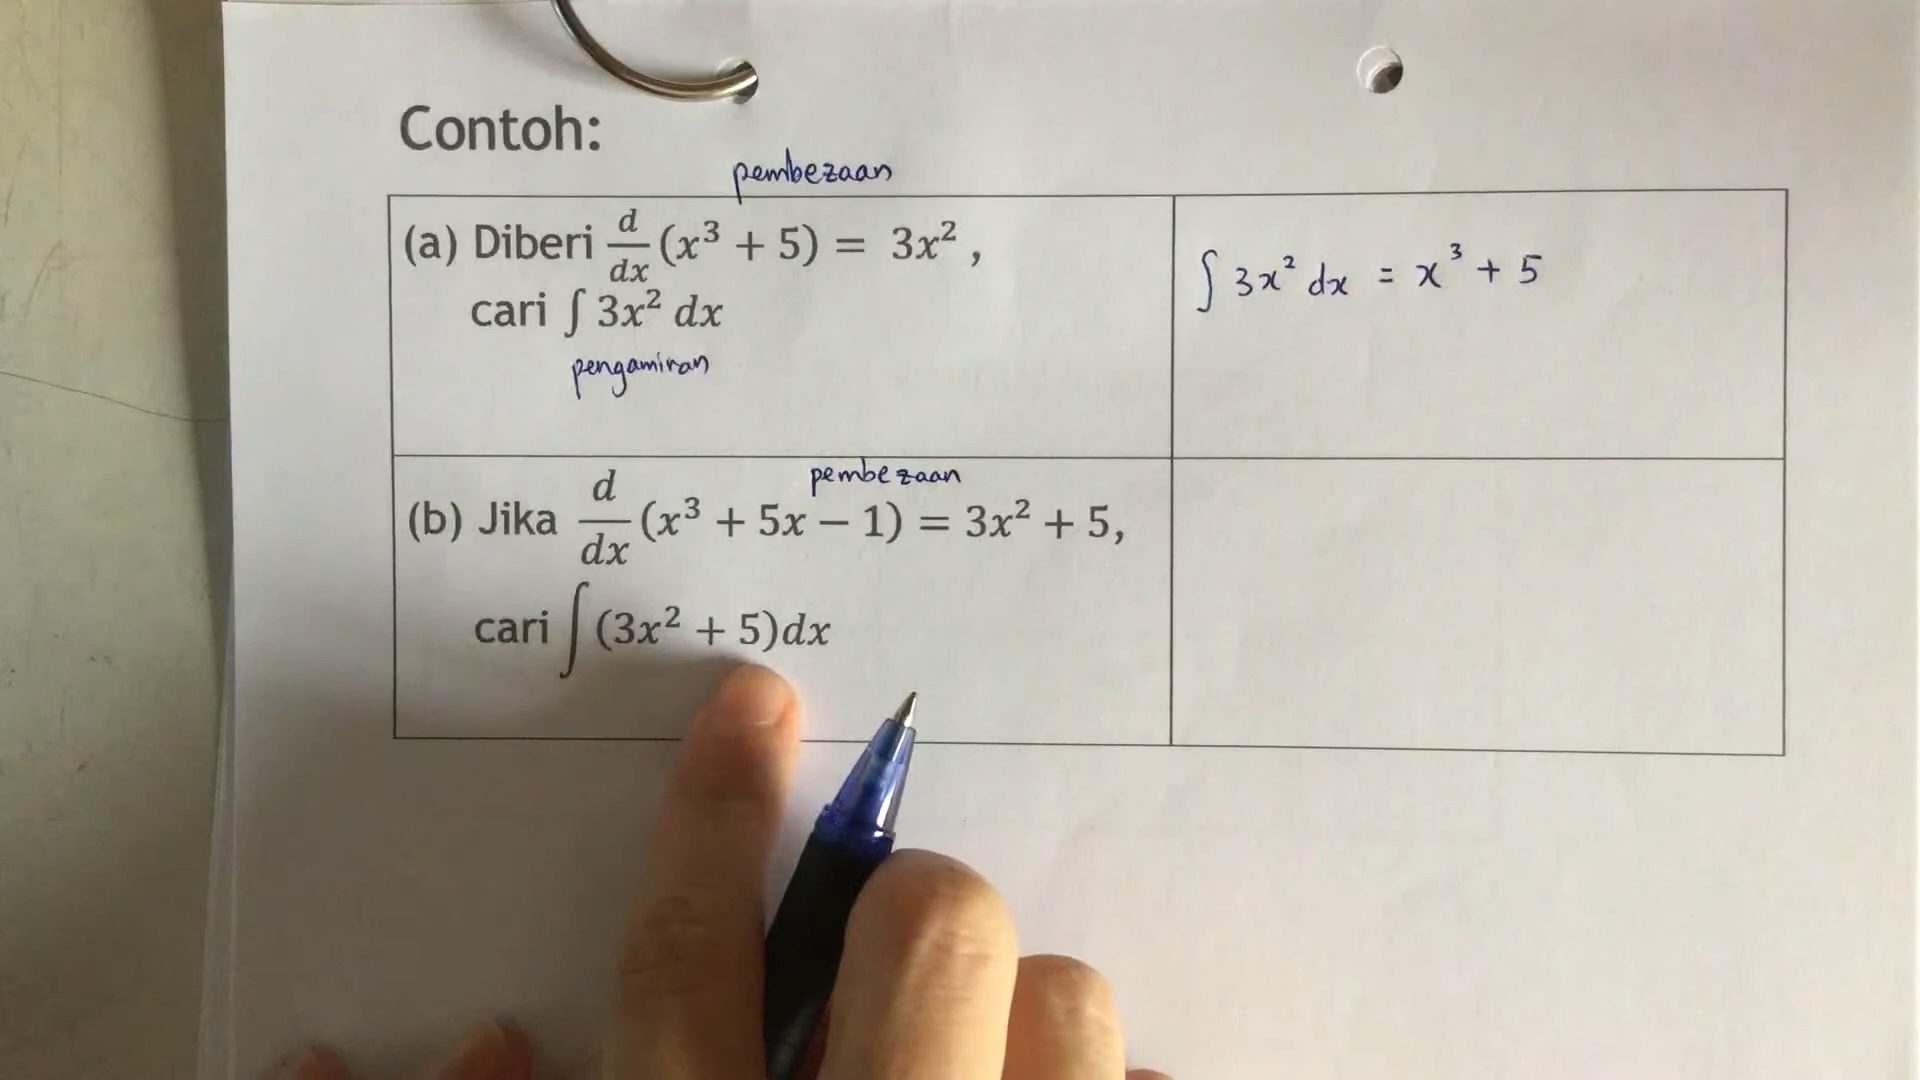 Contoh:
pembezaan
(a) Diberi d/dx (x³ + 5) = 3x² ,
cari ∫ 3x² dx
pengamiran
∫ 3x² dx = x³ + 5
pembezaan
(b) Jika d/dx (x³ + 5x − 1) = 3x² + 5,
cari ∫ (3x² + 5)dx